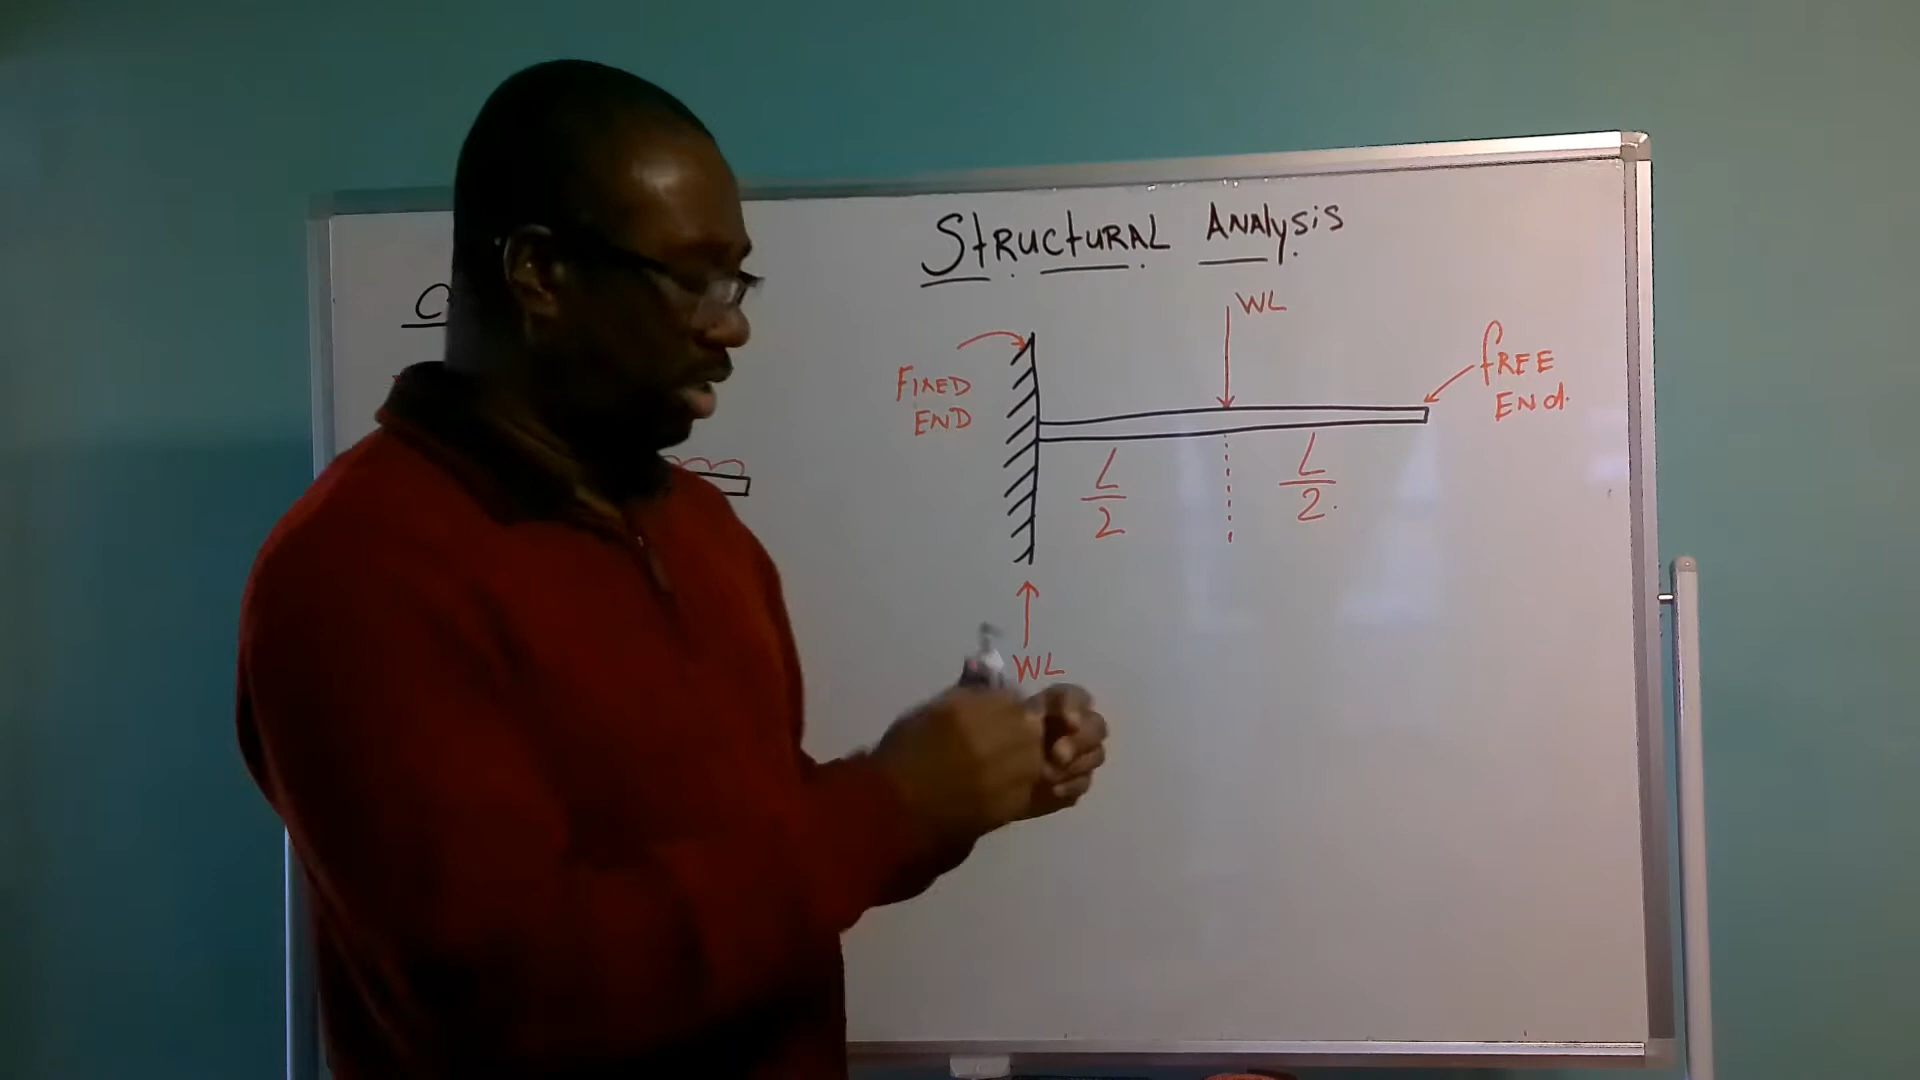 Structural Analysis
C
WL
FIXED
END
fREE
ENd.
L
2
L
2.
WL